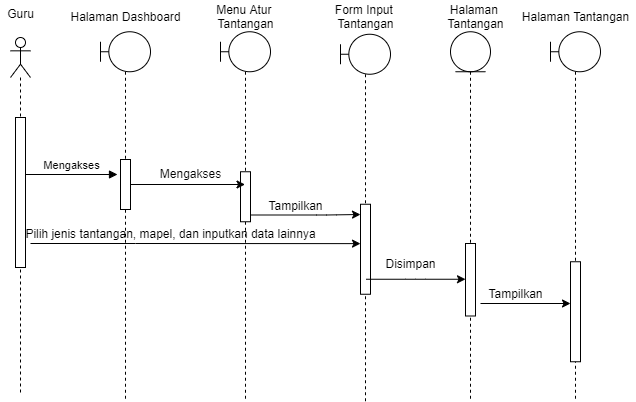 Guru
Halaman Dashboard
Menu Atur
Tantangan
Form Input
Tantangan
Halaman
Tantangan
Halaman Tantangan
Mengakses
Mengakses
Tampilkan
Pilih jenis tantangan, mapel, dan inputkan data lainnya
Disimpan
Tampilkan